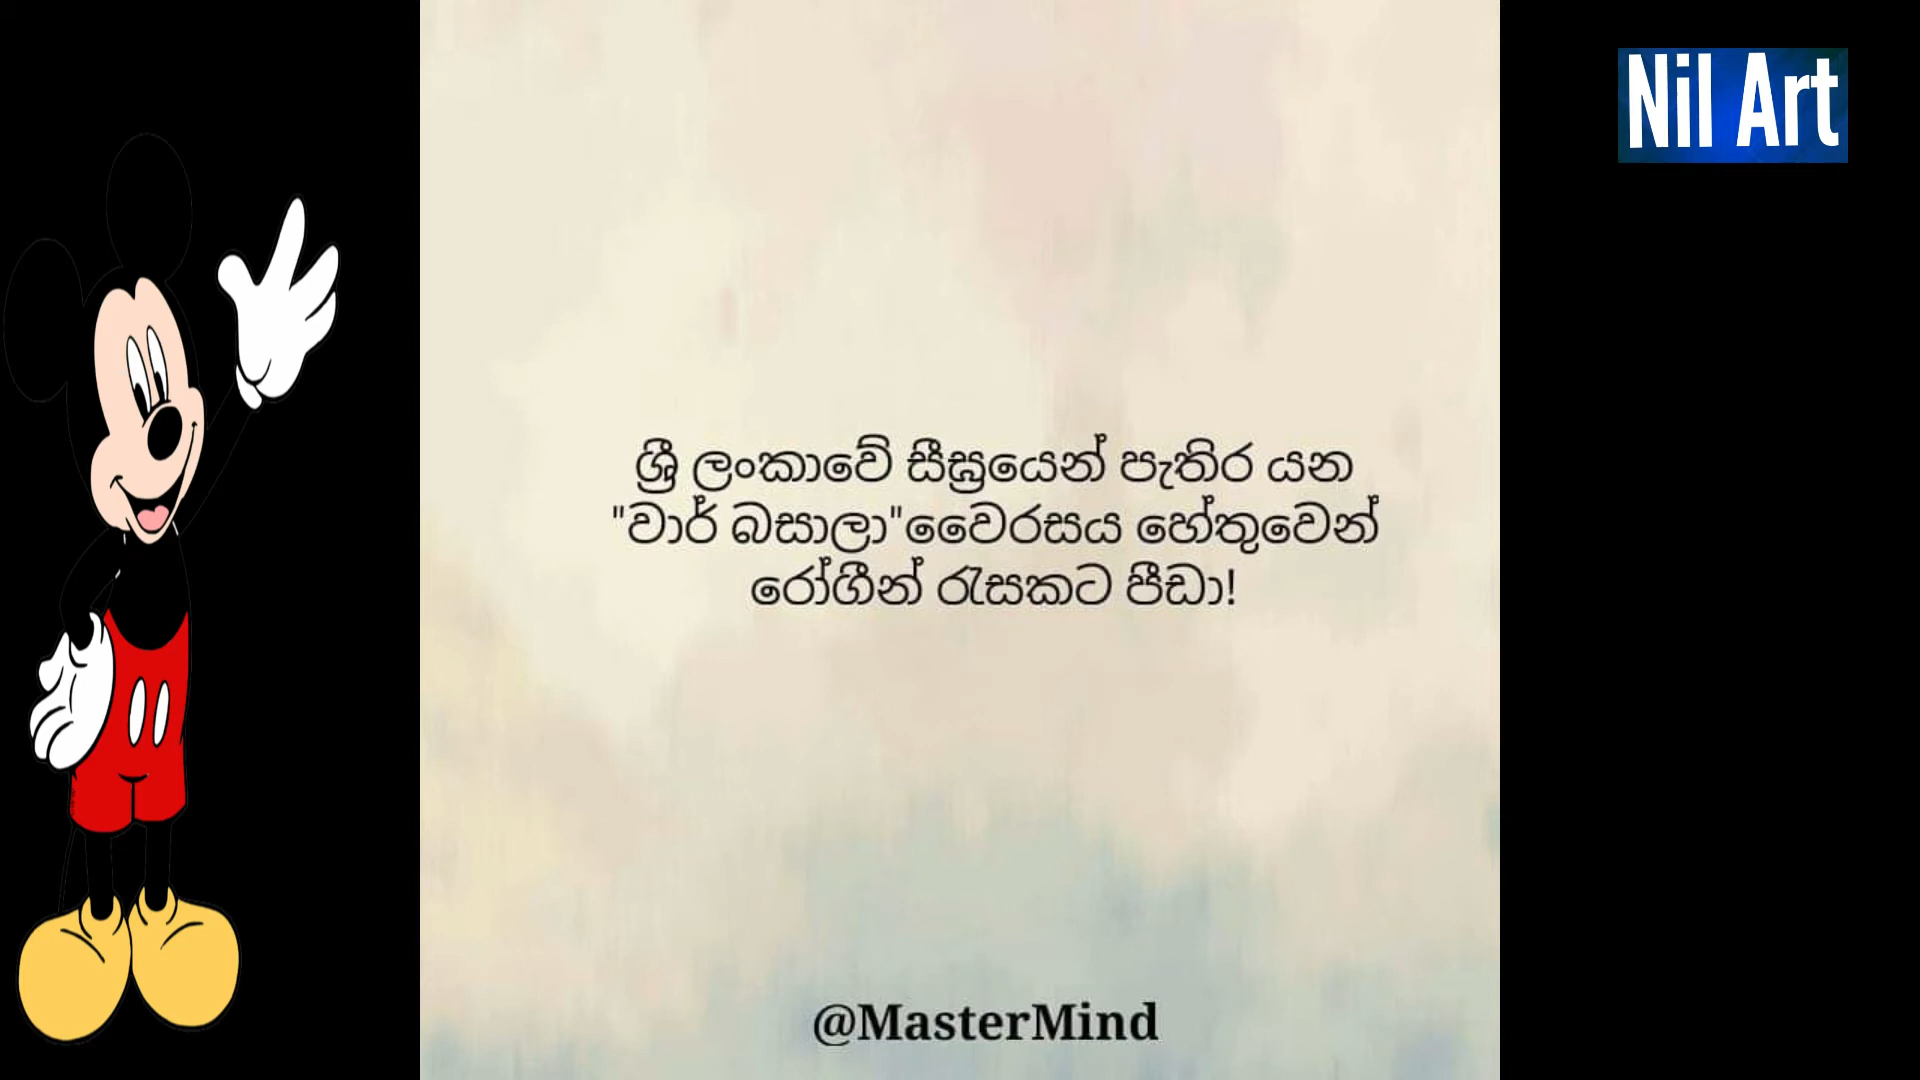 Nil Art
ශ්‍රී ලංකාවේ සීඝ්‍රයෙන් පැතිර යන
"වාර් බසාලා"වෛරසය හේතුවෙන්
රෝගීන් රැසකට පීඩා!
@MasterMind